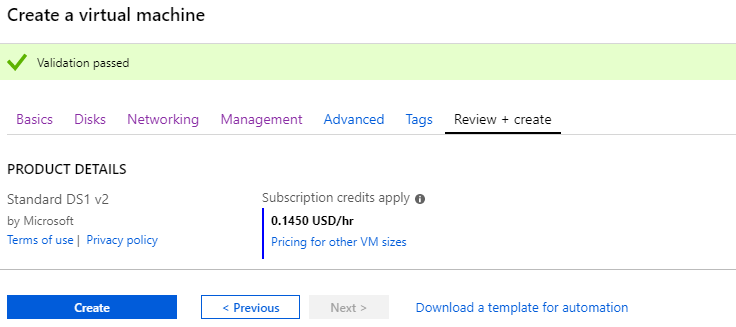 Create a virtual machine
Validation passed
Basics Disks Networking Management Advanced Tags Review + create
PRODUCT DETAILS
Standard DS1 v2
by Microsoft
Terms of use | Privacy policy
Subscription credits apply
0.1450 USD/hr
Pricing for other VM sizes
Create < Previous Next > Download a template for automation